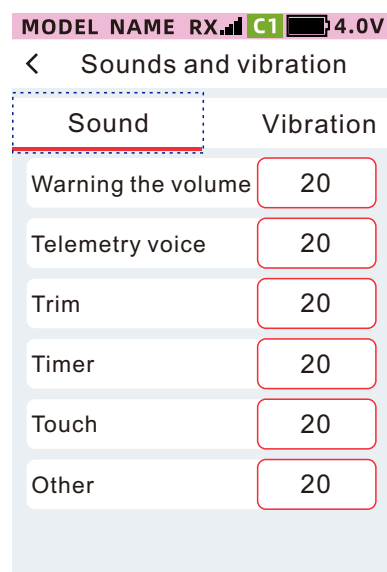 MODEL NAME RX C1 4.0V
< Sounds and vibration
Sound Vibration
Warning the volume 20
Telemetry voice 20
Trim 20
Timer 20
Touch 20
Other 20